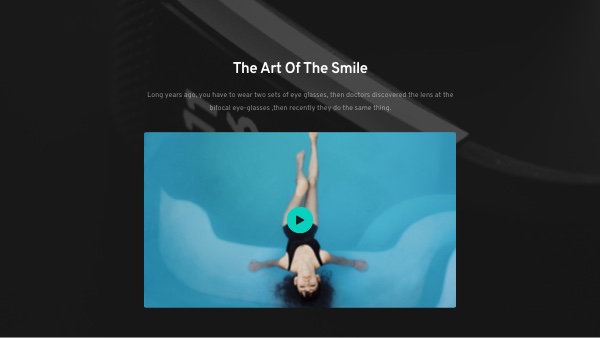 The Art Of The Smile
Long years ago, you have to wear two sets of eye glasses, then doctors discovered the lens at the
bifocal eye-glasses ,then recently they do the same thing.